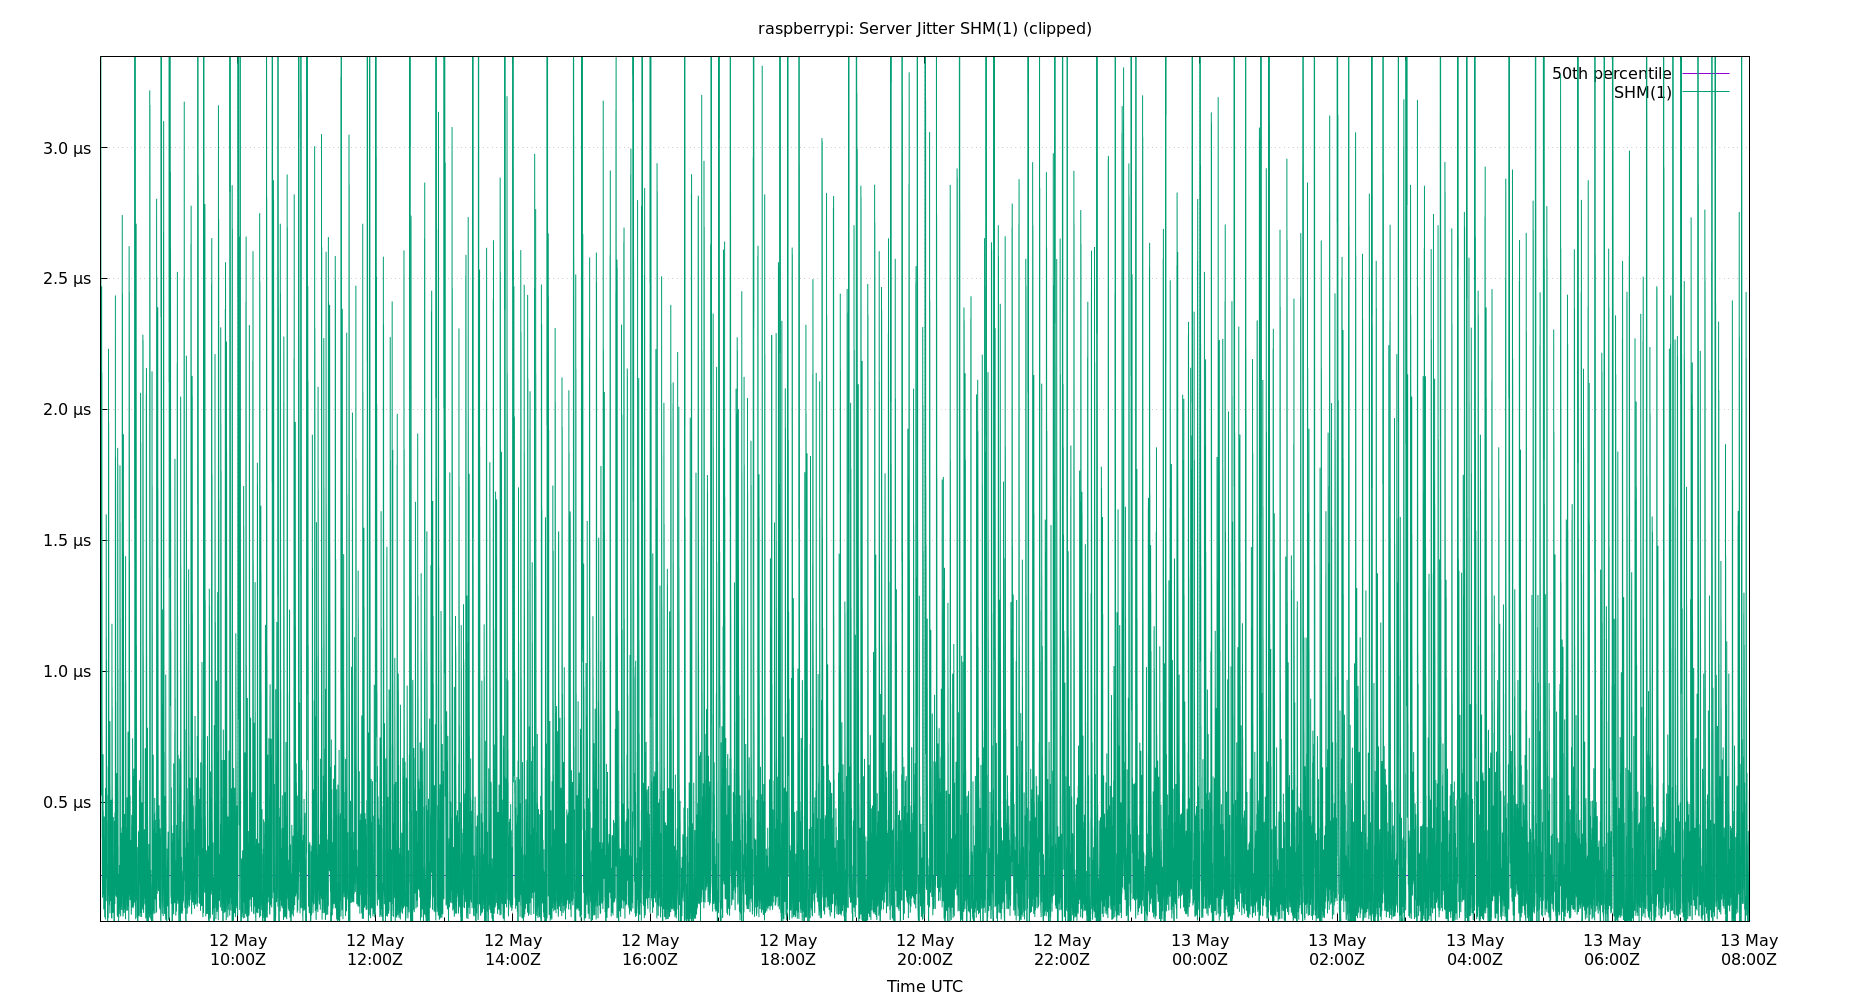 raspberrypi: Server Jitter SHM(1) (clipped)
50th percentile
SHM(1)
3.0 μs
2.5 μs
2.0 μs
1.5 μs
1.0 μs
0.5 μs
12 May 12 May 12 May 12 May 12 May 12 May 12 May 13 May 13 May 13 May 13 May 13 May
10:00Z 12:00Z 14:00Z 16:00Z 18:00Z 20:00Z 22:00Z 00:00Z 02:00Z 04:00Z 06:00Z 08:00Z
Time UTC